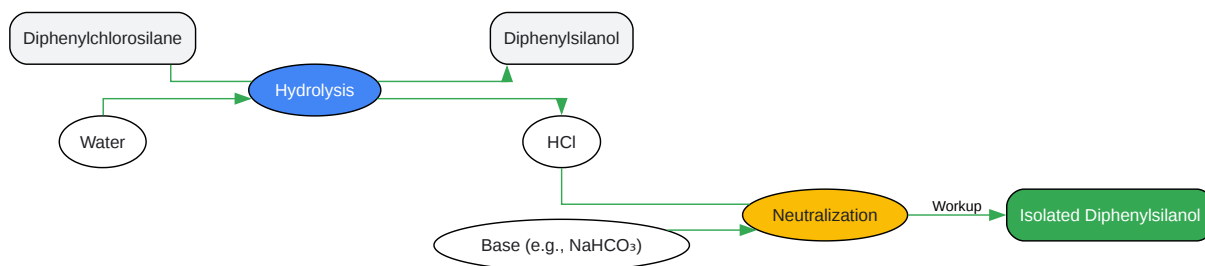 Diphenylchlorosilane
Diphenylsilanol
Hydrolysis
Water
HCl
Neutralization
Workup
Isolated Diphenylsilanol
Base (e.g., NaHCO₃)